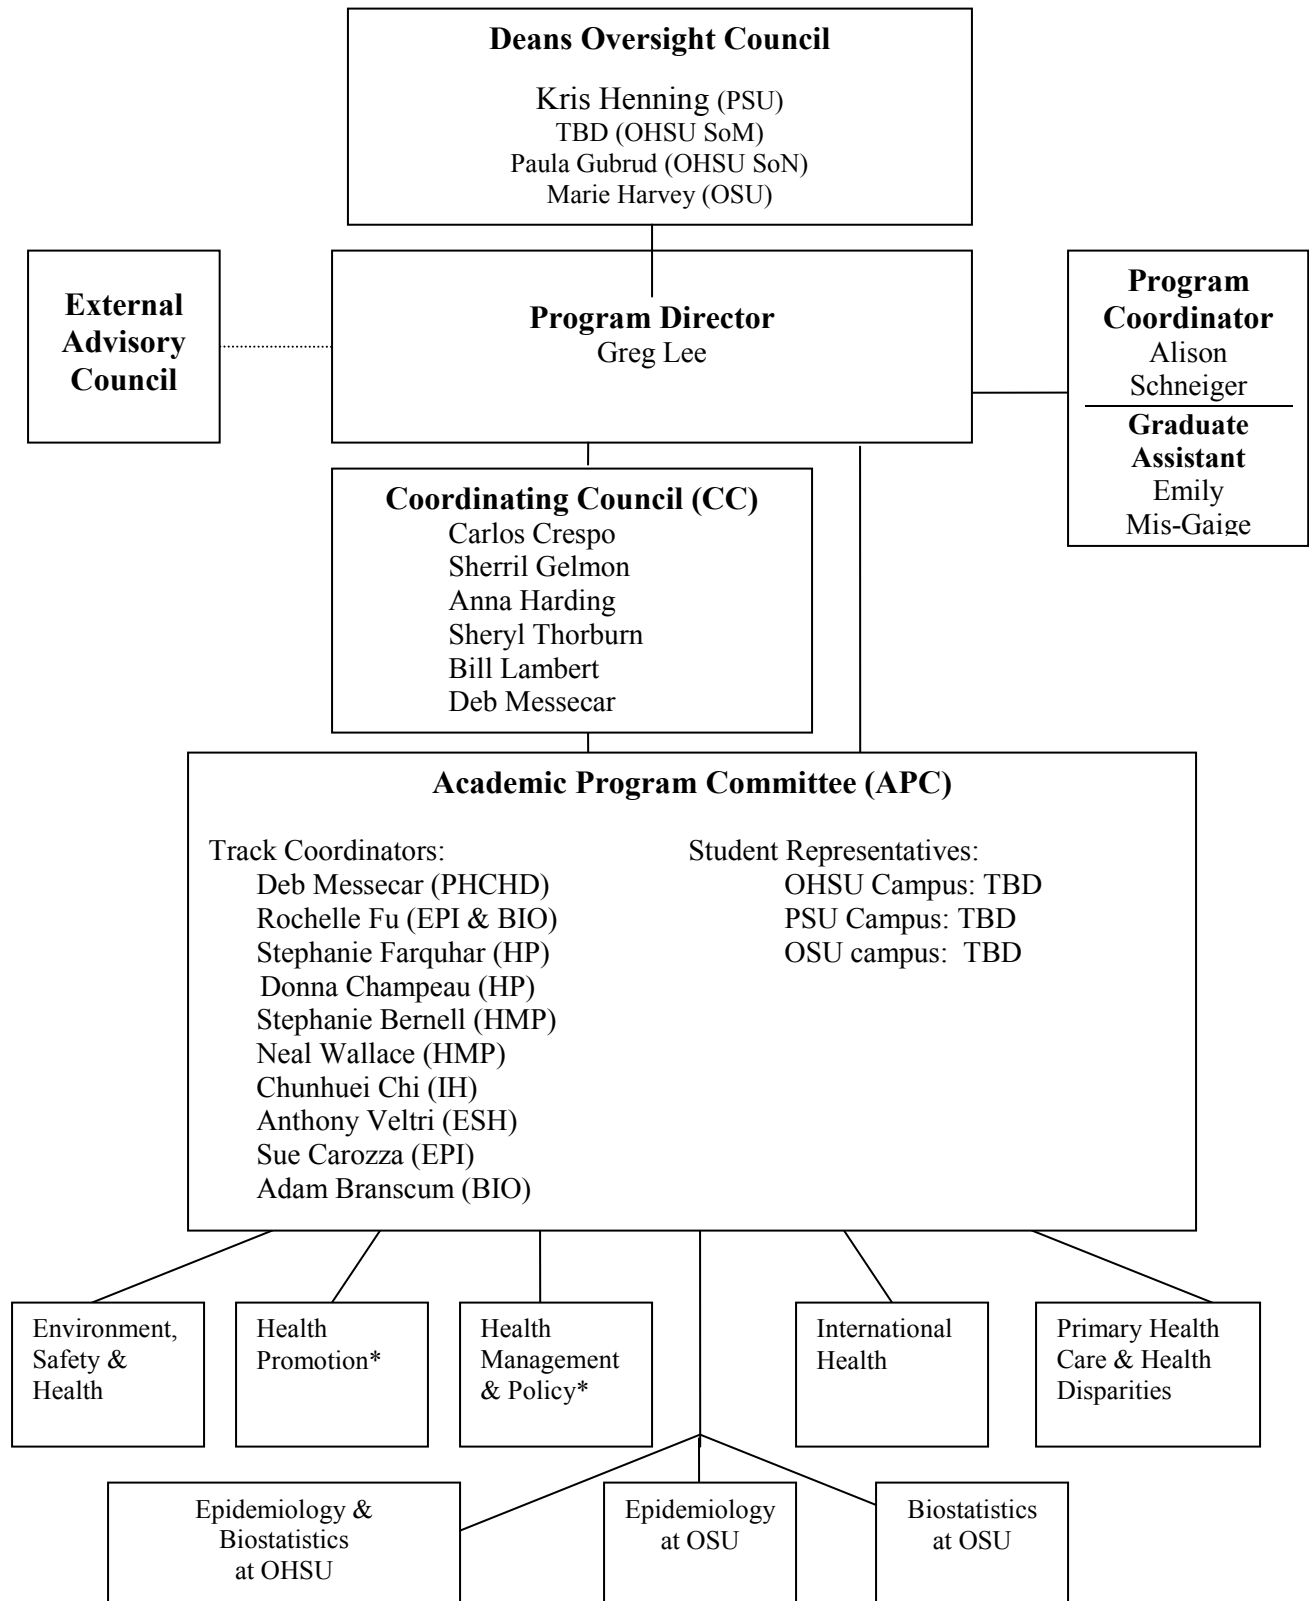 Deans Oversight Council
Kris Henning (PSU)
TBD (OHSU SoM)
Paula Gubrud (OHSU SoN)
Marie Harvey (OSU)
External
Advisory
Council
Program Director
Greg Lee
Program
Coordinator
Alison
Schneiger
Graduate
Assistant
Emily
Mis-Gaige
Coordinating Council (CC)
Carlos Crespo
Sherril Gelmon
Anna Harding
Sheryl Thorburn
Bill Lambert
Deb Messecar
Academic Program Committee (APC)
Track Coordinators:
Deb Messecar (PHCHD)
Rochelle Fu (EPI & BIO)
Stephanie Farquhar (HP)
Donna Champeau (HP)
Stephanie Bernell (HMP)
Neal Wallace (HMP)
Chunhuei Chi (IH)
Anthony Veltri (ESH)
Sue Carozza (EPI)
Adam Branscum (BIO)
Student Representatives:
OHSU Campus: TBD
PSU Campus: TBD
OSU campus:  TBD
Environment,
Safety &
Health
Health
Promotion*
Health
Management
& Policy*
International
Health
Primary Health
Care & Health
Disparities
Epidemiology &
Biostatistics
at OHSU
Epidemiology
at OSU
Biostatistics
at OSU